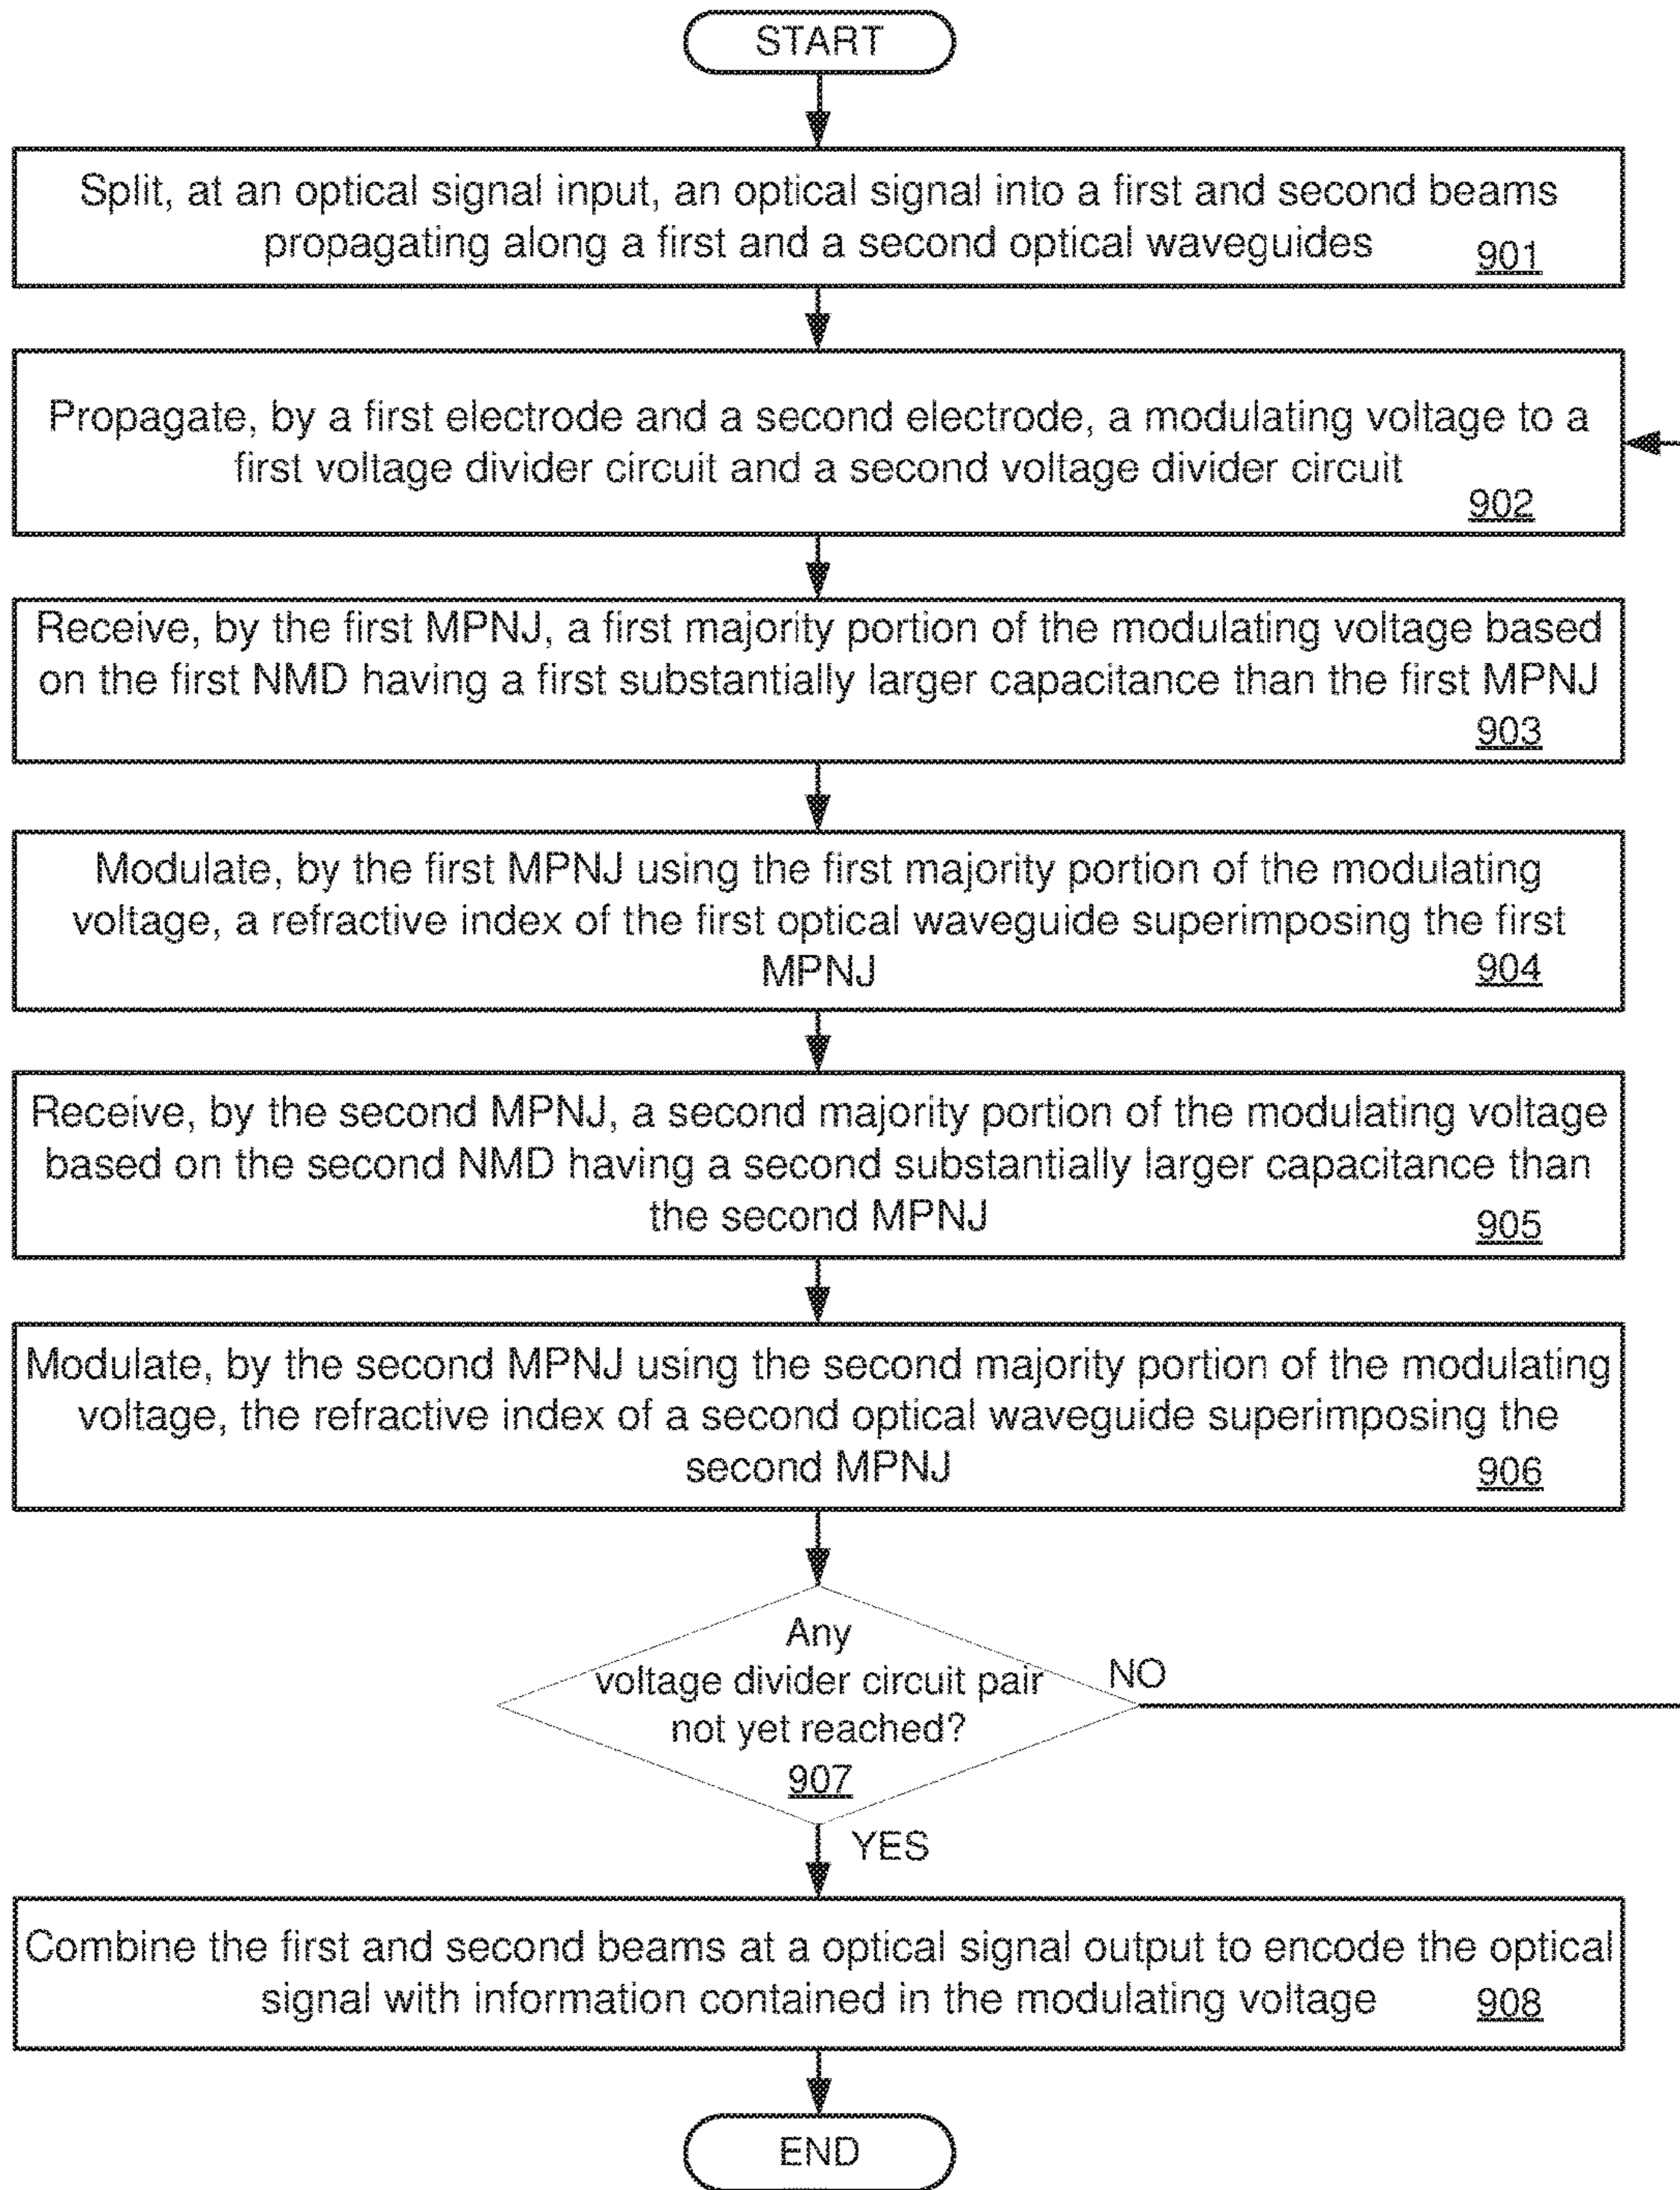 START
Split, at an optical signal input, an optical signal into a first and second beams
propagating along a first and a second optical waveguides
901
Propagate, by a first electrode and a second electrode, a modulating voltage to a
first voltage divider circuit and a second voltage divider circuit
902
Receive, by the first MPNJ, a first majority portion of the modulating voltage based
on the first NMD having a first substantially larger capacitance than the first MPNJ
903
Modulate, by the first MPNJ using the first majority portion of the modulating
voltage, a refractive index of the first optical waveguide superimposing the first
MPNJ
904
Receive, by the second MPNJ, a second majority portion of the modulating voltage
based on the second NMD having a second substantially larger capacitance than
the second MPNJ
905
Modulate, by the second MPNJ using the second majority portion of the modulating
voltage, the refractive index of a second optical waveguide superimposing the
second MPNJ
906
Any
voltage divider circuit pair
not yet reached?
907
NO
YES
Combine the first and second beams at a optical signal output to encode the optical
signal with information contained in the modulating voltage
908
END